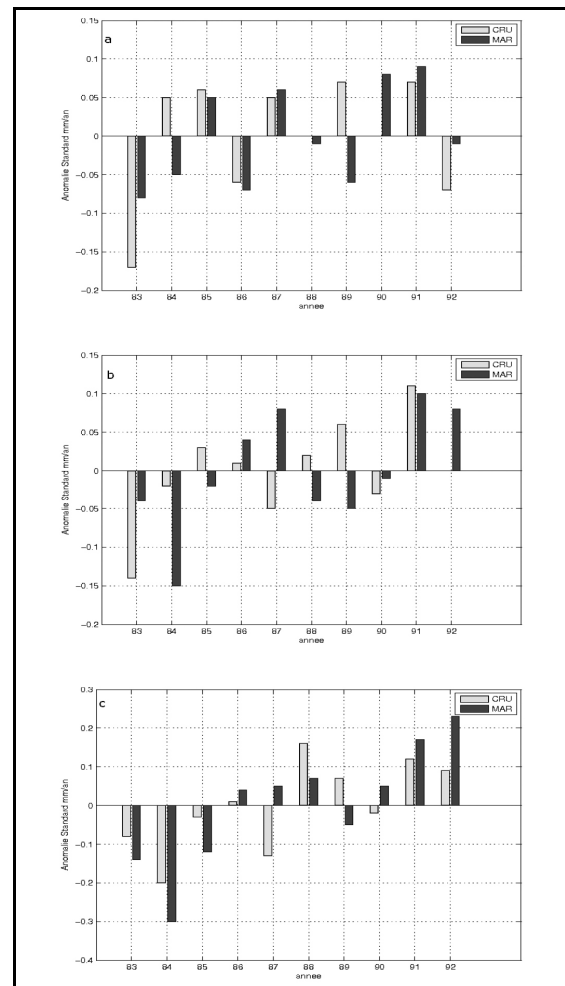 a
CRU
MAR
0.15
0.1
0.05
0
−0.05
−0.1
−0.15
−0.2
Anomalie Standard mm/an
83 84 85 86 87 88 89 90 91 92
annee
b
CRU
MAR
0.15
0.1
0.05
0
−0.05
−0.1
−0.15
−0.2
Anomalie Standard mm/an
83 84 85 86 87 88 89 90 91 92
annee
c
CRU
MAR
0.3
0.2
0.1
0
−0.1
−0.2
−0.3
−0.4
Anomalie Standard mm/an
83 84 85 86 87 88 89 90 91 92
annee